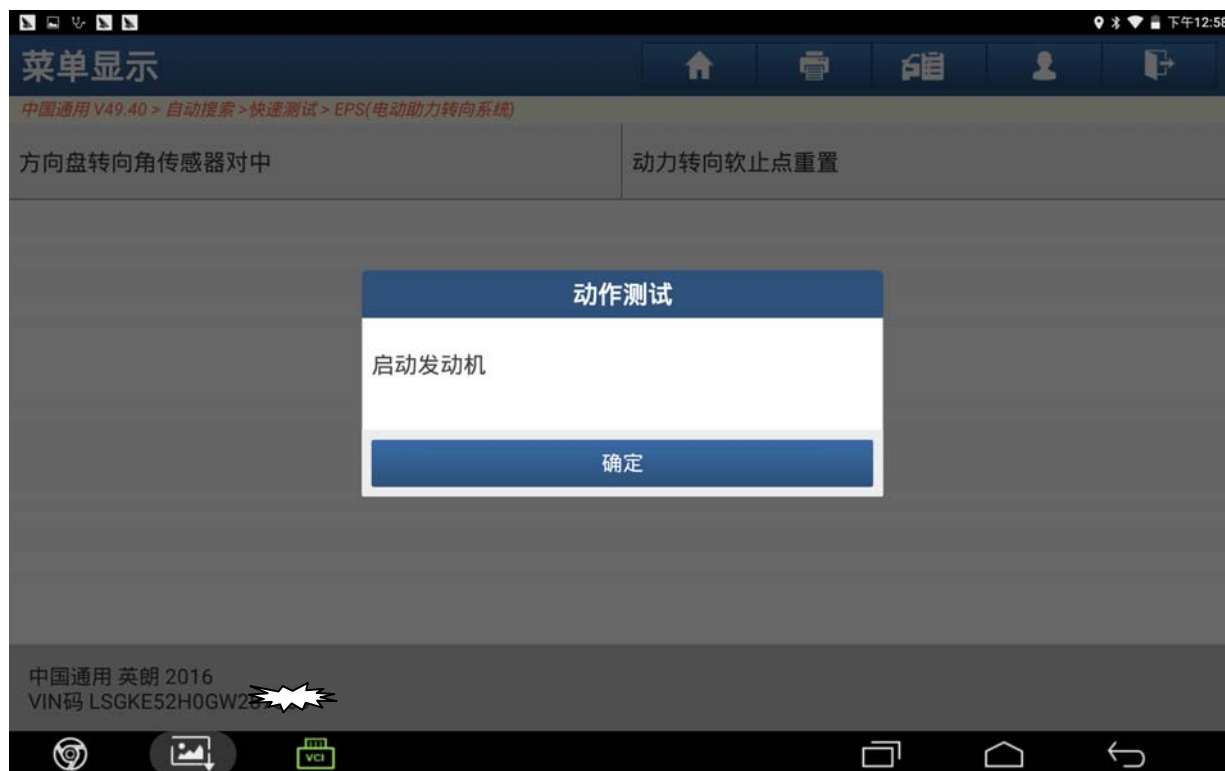 下午12:58
菜单显示
中国通用 V49.40 > 自动搜索 >快速测试 > EPS(电动助力转向系统)
方向盘转向角传感器对中
动力转向软止点重置
动作测试
启动发动机
确定
中国通用 英朗 2016
VIN码 LSGKE52H0GW2
VCI